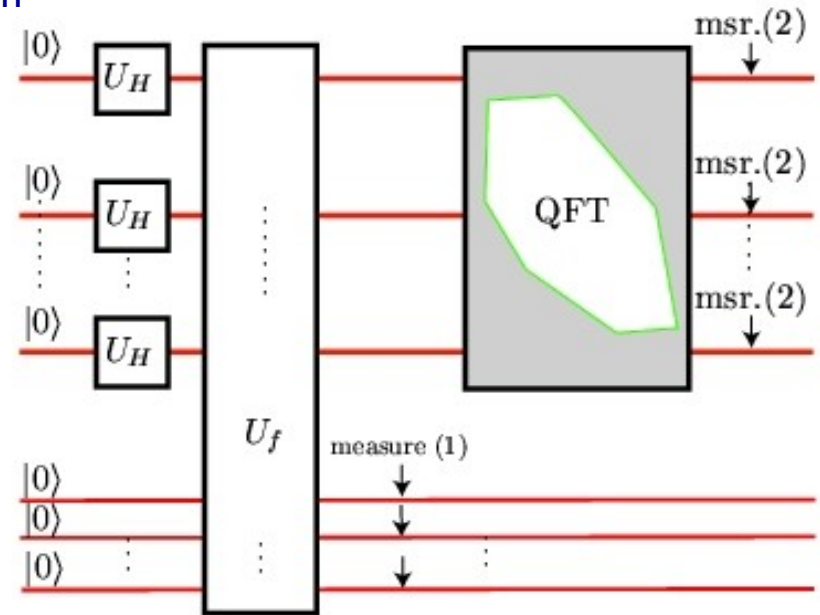 msr.(2)
|0⟩
U_H
|0⟩
U_H
msr.(2)
QFT
|0⟩
U_H
msr.(2)
U_f
measure (1)
|0⟩
|0⟩
|0⟩